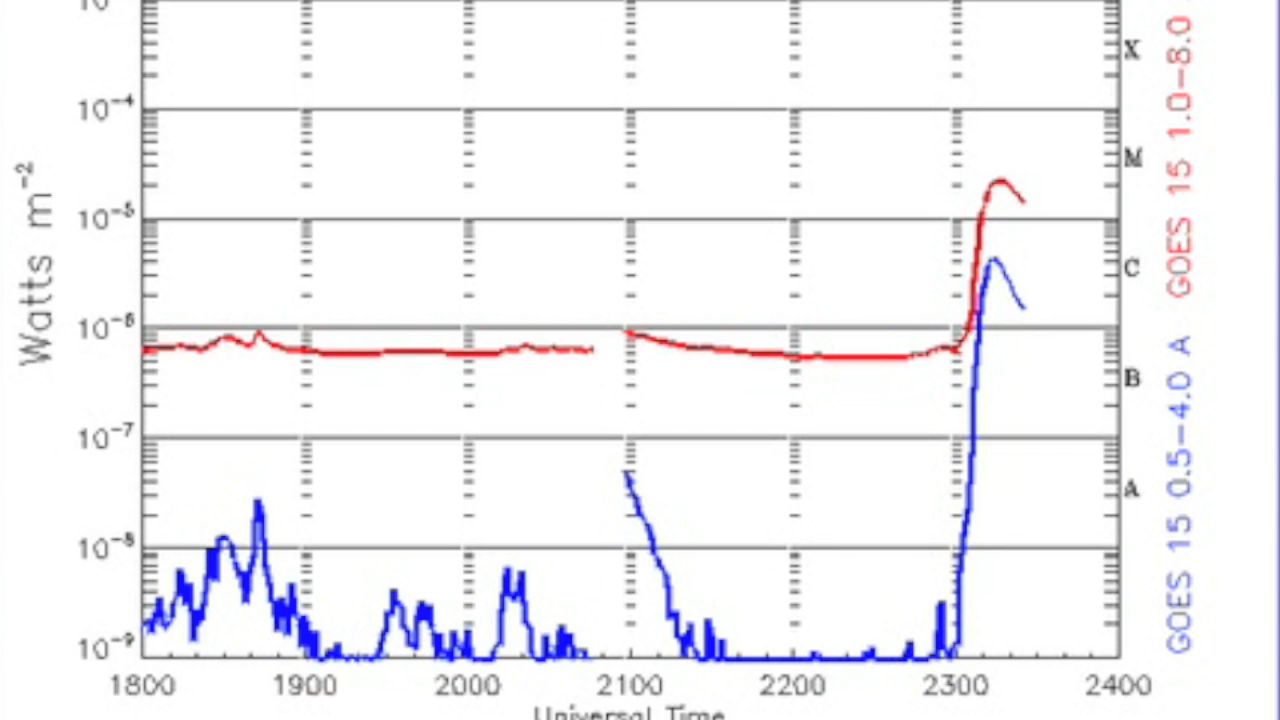 10
10⁻⁴
10⁻⁵
10⁻⁶
10⁻⁷
10⁻⁸
10⁻⁹
Watts m⁻²
X
M
C
B
A
GOES 15 1.0-8.0
GOES 15 0.5-4.0 A
1800 1900 2000 2100 2200 2300 2400
Universal Time